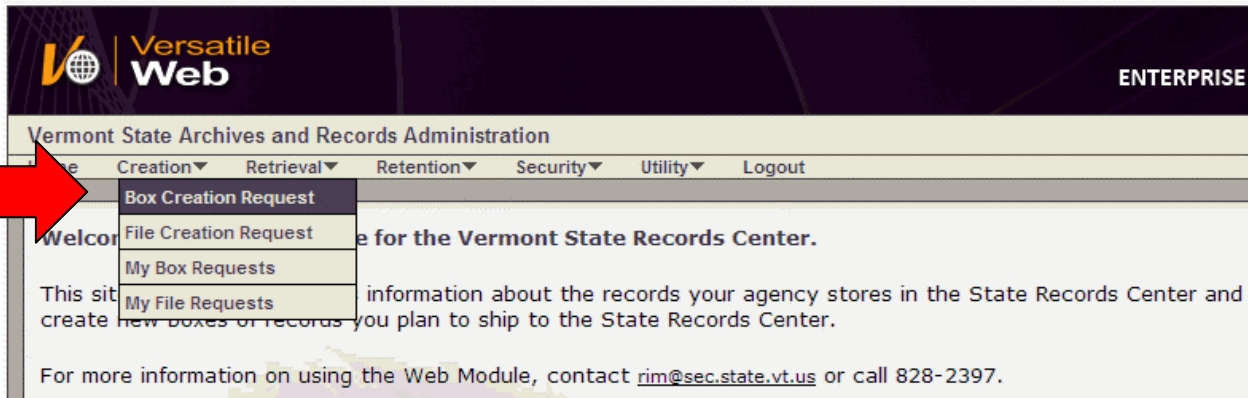 Versatile
Web
ENTERPRISE
Vermont State Archives and Records Administration
Creation▼ Retrieval▼ Retention▼ Security▼ Utility▼ Logout
Box Creation Request
File Creation Request
My Box Requests
My File Requests
e for the Vermont State Records Center.
This sit information about the records your agency stores in the State Records Center and
create new boxes of records you plan to ship to the State Records Center.
For more information on using the Web Module, contact rim@sec.state.vt.us or call 828-2397.